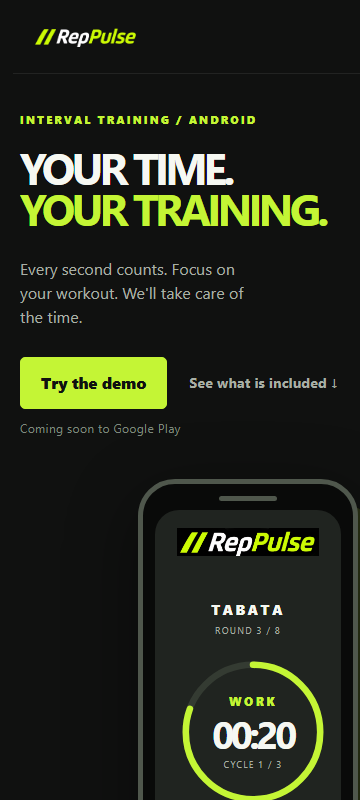 RepPulse
INTERVAL TRAINING / ANDROID
YOUR TIME.
YOUR TRAINING.
Every second counts. Focus on
your workout. We'll take care of
the time.
Try the demo
See what is included ↓
Coming soon to Google Play
RepPulse
TABATA
ROUND 3 / 8
WORK
00:20
CYCLE 1 / 3